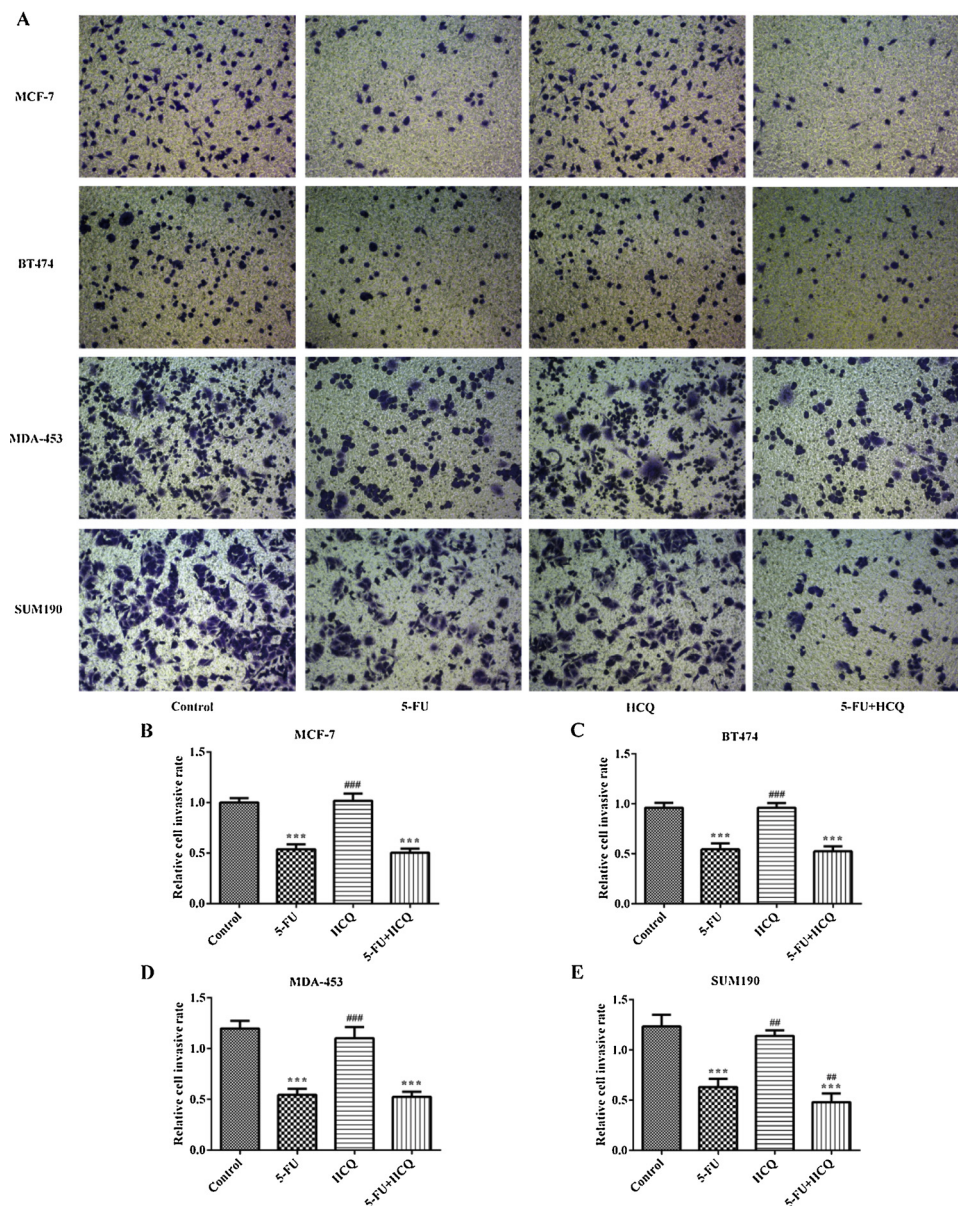 A
MCF-7
BT474
MDA-453
SUM190
Control 5-FU HCQ 5-FU+HCQ
B
MCF-7
Relative cell invasive rate
1.5
1.0
0.5
0.0
***
###
***
Control 5-FU HCQ 5-FU+HCQ
C
BT474
Relative cell invasive rate
1.5
1.0
0.5
0.0
***
###
***
Control 5-FU HCQ 5-FU+HCQ
D
MDA-453
Relative cell invasive rate
1.5
1.0
0.5
0.0
***
###
***
Control 5-FU HCQ 5-FU+HCQ
E
SUM190
Relative cell invasive rate
1.5
1.0
0.5
0.0
***
##
##
***
Control 5-FU HCQ 5-FU+HCQ